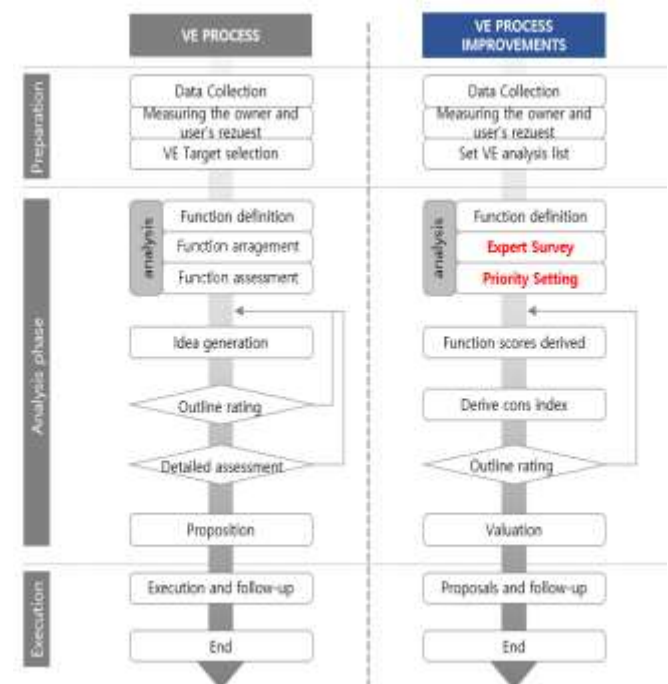 VE PROCESS
VE PROCESS
IMPROVEMENTS
Preparation
Data Collection
Measuring the owner and
user's rezuest
VE Target selection
Data Collection
Measuring the owner and
user's rezuest
Set VE analysis list
Analysis phase
analysis
Function definition
Function arragement
Function assessment
Idea generation
Outline rating
Detailed assessment
Proposition
analysis
Function definition
Expert Survey
Priority Setting
Function scores derived
Derive cons index
Outline rating
Valuation
Execution
Execution and follow-up
End
Proposals and follow-up
End